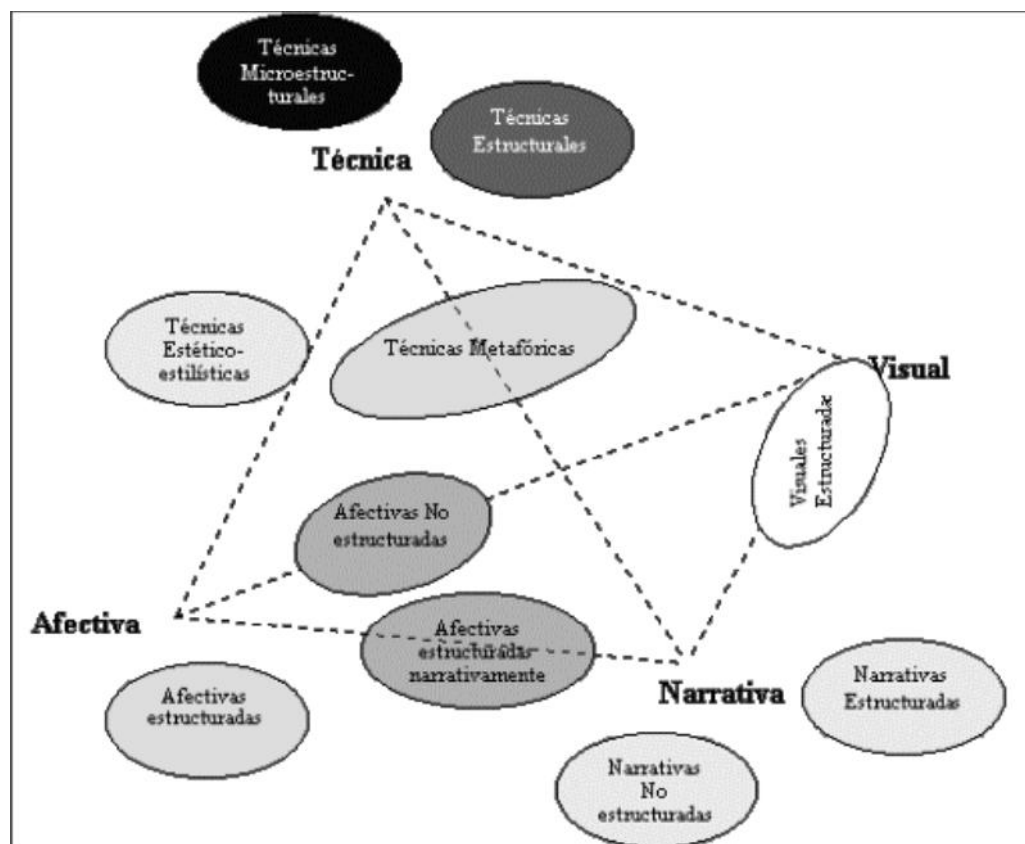 Técnicas
Microestruc-
turales
Técnicas
Estructurales
Técnica
Técnicas
Estético-
estilísticas
Técnicas Metafóricas
Visual
Visuales
Estructuradas
Afectivas No
estructuradas
Afectiva
Afectivas
estructuradas
narrativamente
Afectivas
estructuradas
Narrativa
Narrativas
Estructuradas
Narrativas
No
estructuradas